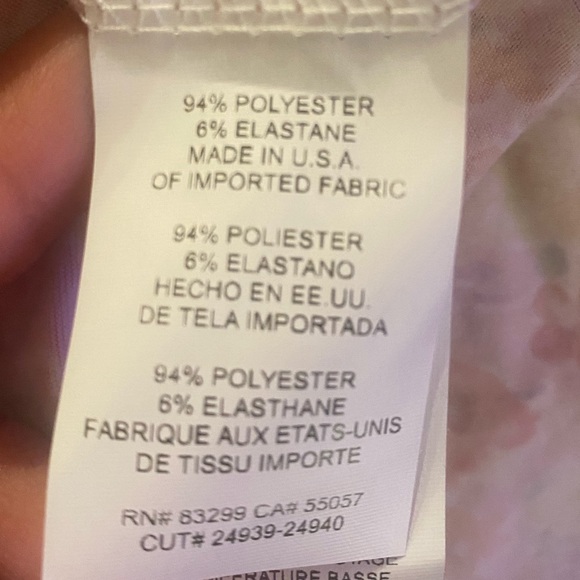 94% POLYESTER
6% ELASTANE
MADE IN U.S.A.
OF IMPORTED FABRIC
94% POLIESTER
6% ELASTANO
HECHO EN EE.UU.
DE TELA IMPORTADA
94% POLYESTER
6% ELASTHANE
FABRIQUE AUX ETATS-UNIS
DE TISSU IMPORTE
RN# 83299 CA# 55057
CUT# 24939-24940
BASSE